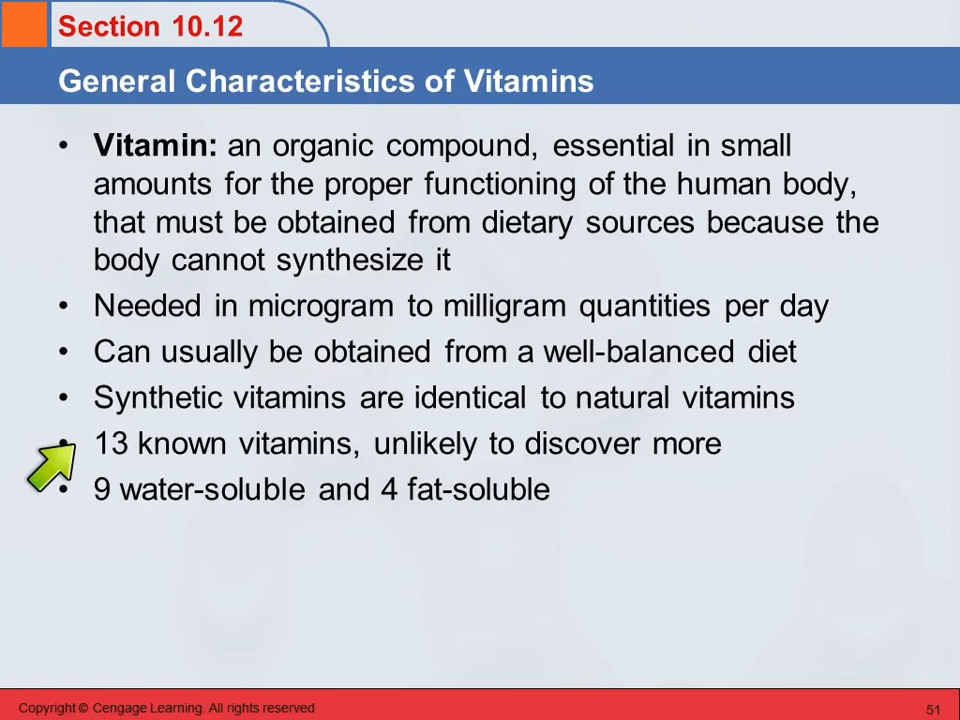 Section 10.12
General Characteristics of Vitamins
• Vitamin: an organic compound, essential in small
amounts for the proper functioning of the human body,
that must be obtained from dietary sources because the
body cannot synthesize it
• Needed in microgram to milligram quantities per day
• Can usually be obtained from a well-balanced diet
• Synthetic vitamins are identical to natural vitamins
• 13 known vitamins, unlikely to discover more
• 9 water-soluble and 4 fat-soluble
Copyright © Cengage Learning. All rights reserved
51